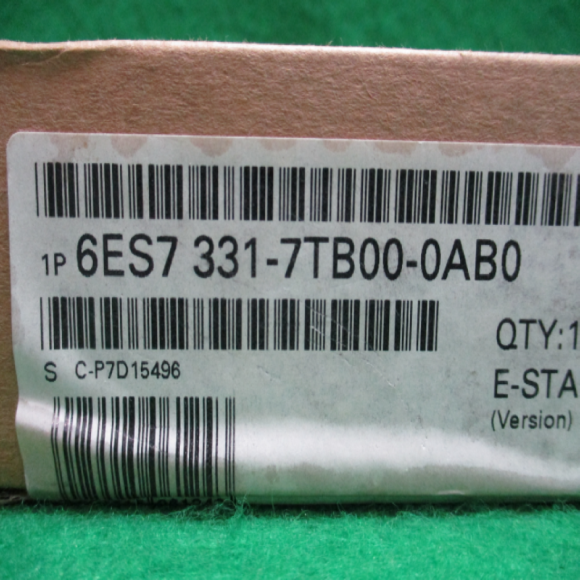 1P 6ES7 331-7TB00-0AB0
QTY:1
S C-P7D15496
E-STA
(Version)